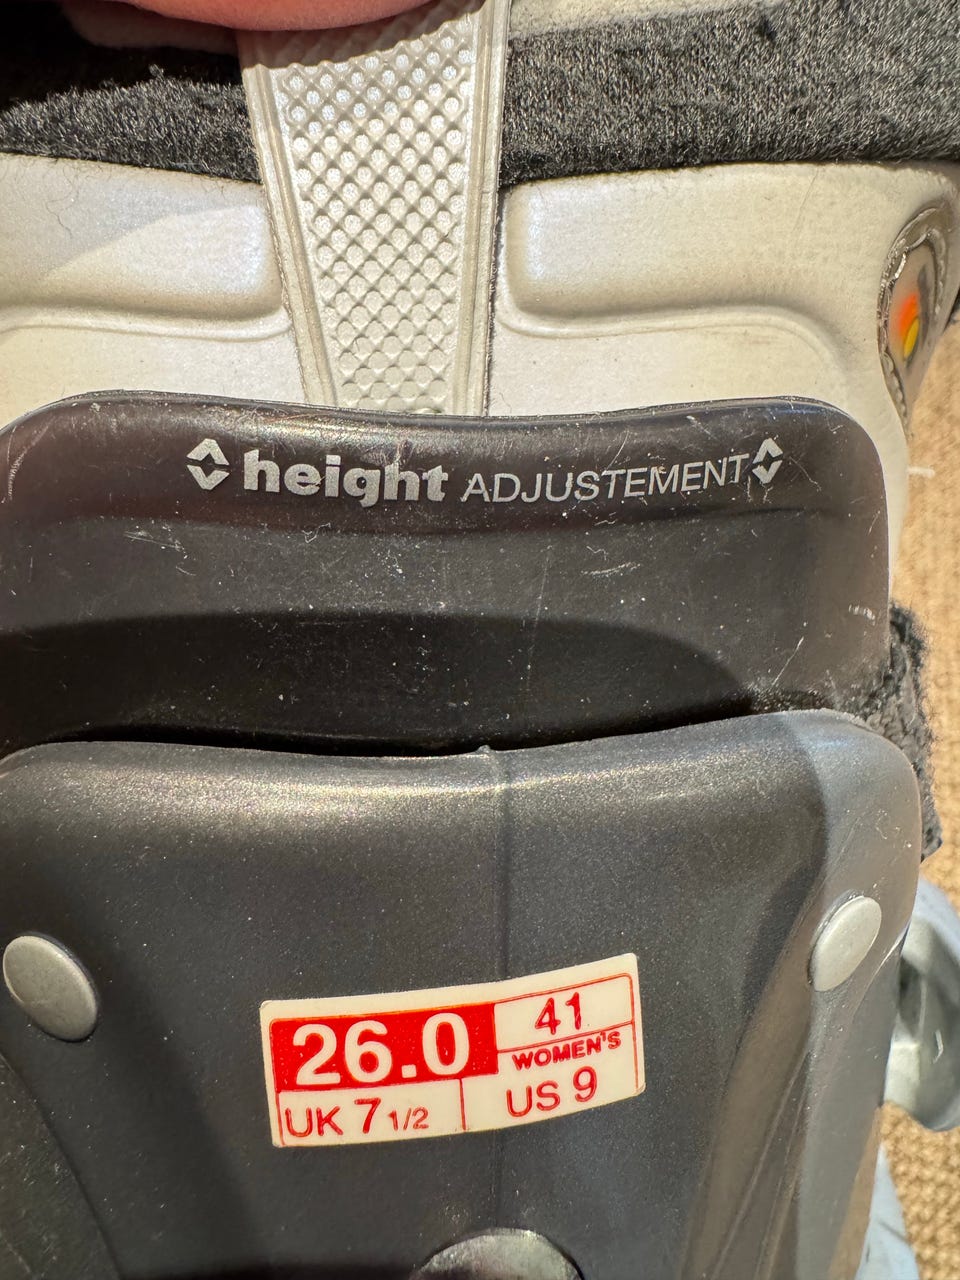 height ADJUSTEMENT
26.0
41
WOMEN'S
UK 7 1/2
US 9